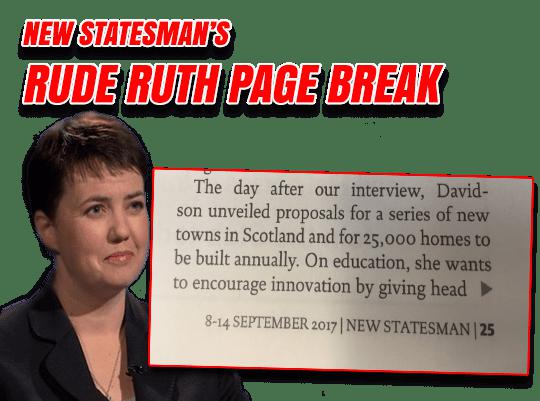 NEW STATESMAN'S
RUDE RUTH PAGE BREAK
The day after our interview, David-
son unveiled proposals for a series of new
towns in Scotland and for 25,000 homes to
be built annually. On education, she wants
to encourage innovation by giving head ▶
8-14 SEPTEMBER 2017 | NEW STATESMAN | 25